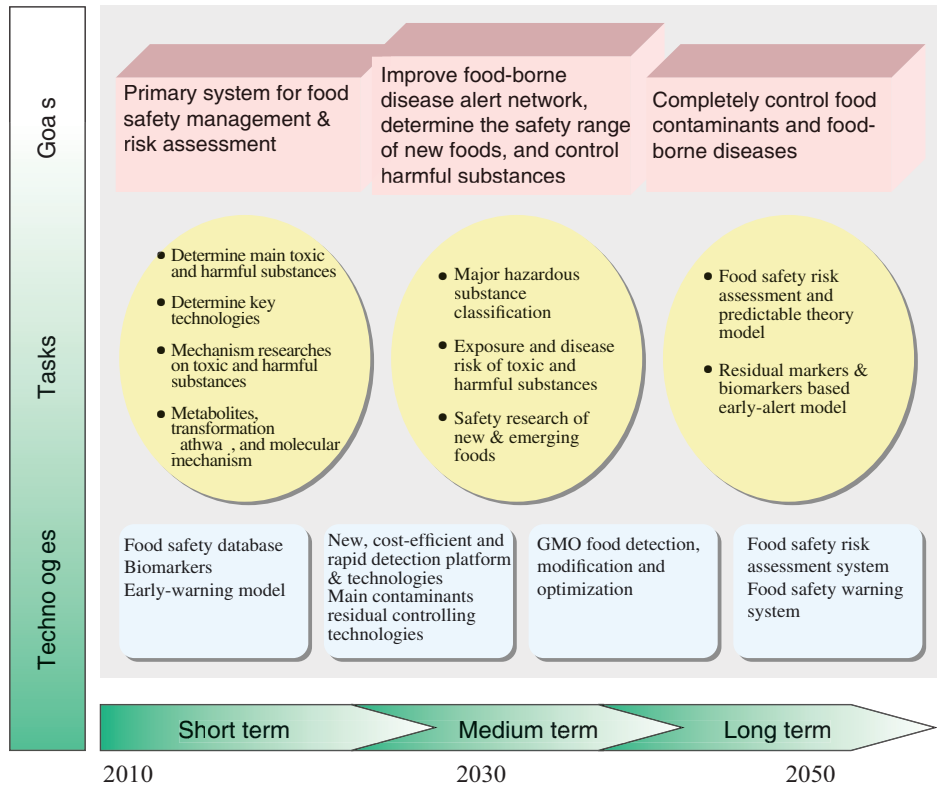 Goa s
Primary system for food
safety management &
risk assessment
Improve food-borne
disease alert network,
determine the safety range
of new foods, and control
harmful substances
Completely control food
contaminants and food-
borne diseases
Tasks
• Determine main toxic
and harmful substances
• Determine key
technologies
• Mechanism researches
on toxic and harmful
substances
• Metabolites,
transformation
athwa , and molecular
mechanism
• Major hazardous
substance
classification
• Exposure and disease
risk of toxic and
harmful substances
• Safety research of
new & emerging
foods
• Food safety risk
assessment and
predictable theory
model
• Residual markers &
biomarkers based
early-alert model
Techno og es
Food safety database
Biomarkers
Early-warning model
New, cost-efficient and
rapid detection platform
& technologies
Main contaminants
residual controlling
technologies
GMO food detection,
modification and
optimization
Food safety risk
assessment system
Food safety warning
system
Short term
Medium term
Long term
2010
2030
2050